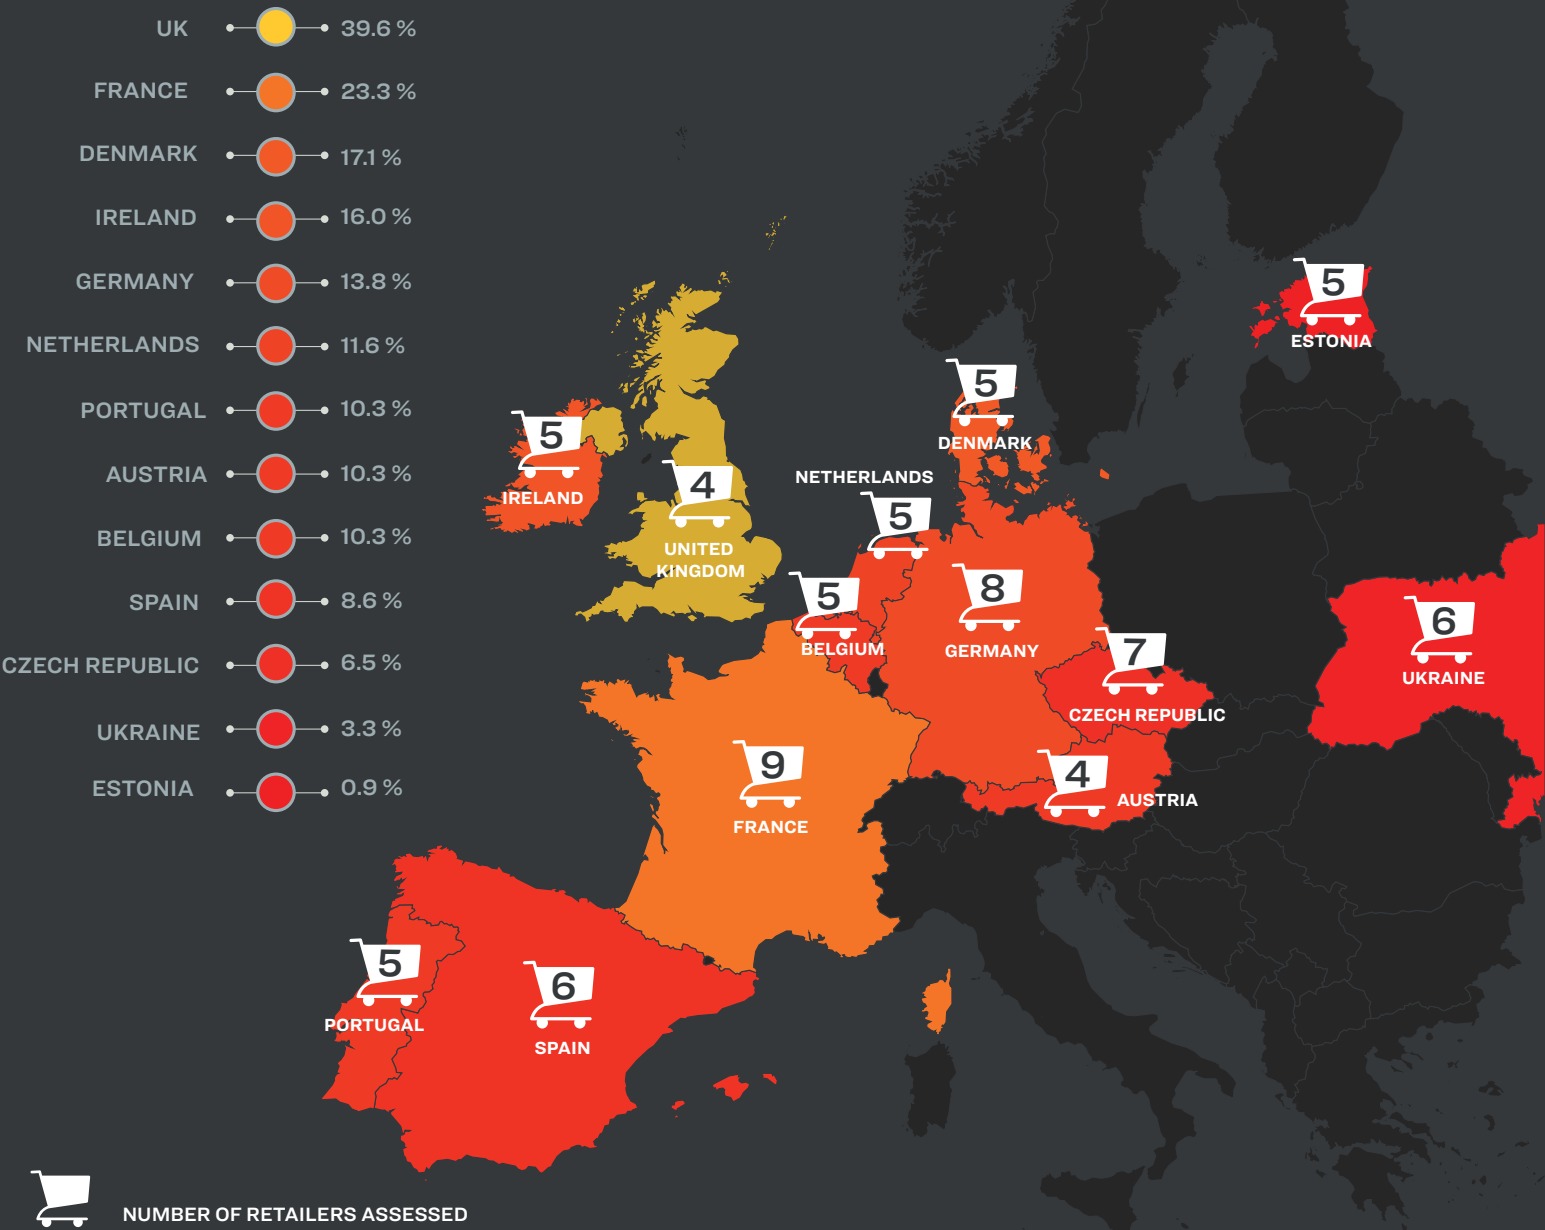 UK 39.6 %
FRANCE 23.3 %
DENMARK 17.1 %
IRELAND 16.0 %
GERMANY 13.8 %
NETHERLANDS 11.6 %
PORTUGAL 10.3 %
AUSTRIA 10.3 %
BELGIUM 10.3 %
SPAIN 8.6 %
CZECH REPUBLIC 6.5 %
UKRAINE 3.3 %
ESTONIA 0.9 %
5
ESTONIA
5
DENMARK
5
IRELAND
4
UNITED
KINGDOM
NETHERLANDS
5
5
BELGIUM
8
GERMANY
6
UKRAINE
7
CZECH REPUBLIC
4
AUSTRIA
9
FRANCE
5
PORTUGAL
6
SPAIN
NUMBER OF RETAILERS ASSESSED